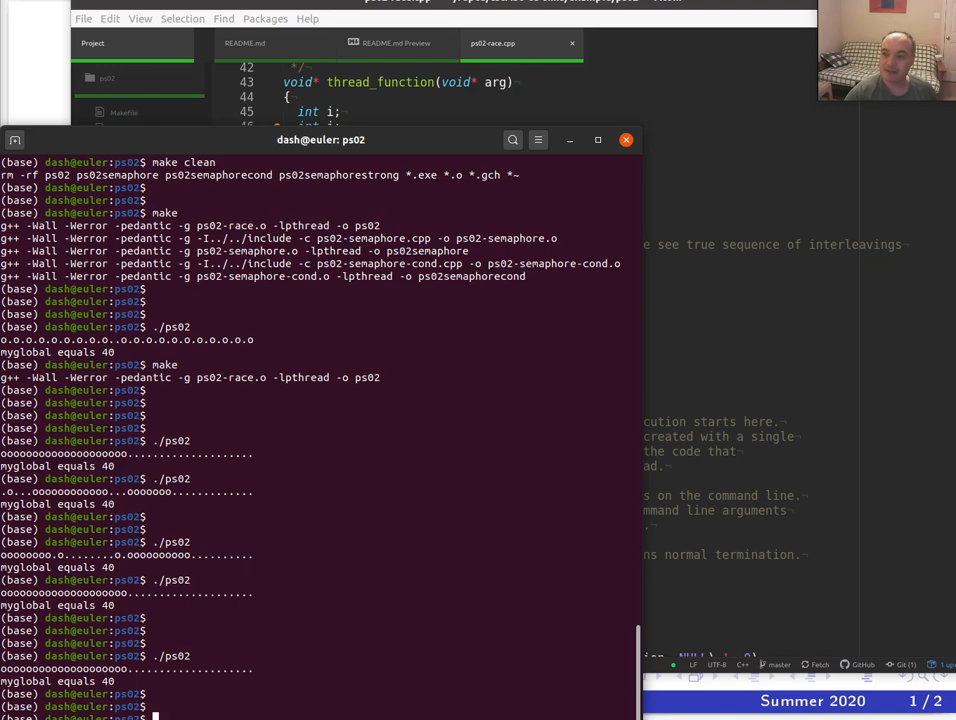 File Edit View Selection Find Packages Help
Project
README.md
README.md Preview
ps02-race.cpp
ps02
Makefile
42 */
43 void* thread_function(void* arg)
44 {
45 int i;
dash@euler: ps02
(base) dash@euler:ps02$ make clean
rm -rf ps02 ps02semaphore ps02semaphorecond ps02semaphorestrong *.exe *.o *.gch *~
(base) dash@euler:ps02$
(base) dash@euler:ps02$
(base) dash@euler:ps02$ make
g++ -Wall -Werror -pedantic -g ps02-race.o -lpthread -o ps02
g++ -Wall -Werror -pedantic -g -I../../include -c ps02-semaphore.cpp -o ps02-semaphore.o
g++ -Wall -Werror -pedantic -g ps02-semaphore.o -lpthread -o ps02semaphore
g++ -Wall -Werror -pedantic -g -I../../include -c ps02-semaphore-cond.cpp -o ps02-semaphore-cond.o
g++ -Wall -Werror -pedantic -g ps02-semaphore-cond.o -lpthread -o ps02semaphorecond
(base) dash@euler:ps02$
(base) dash@euler:ps02$
(base) dash@euler:ps02$
(base) dash@euler:ps02$ ./ps02
o.o.o.o.o.o.o.o.o..o.o.o.o.o.o.o.o.o.o.o
myglobal equals 40
(base) dash@euler:ps02$ make
g++ -Wall -Werror -pedantic -g ps02-race.o -lpthread -o ps02
(base) dash@euler:ps02$
(base) dash@euler:ps02$
(base) dash@euler:ps02$
(base) dash@euler:ps02$
(base) dash@euler:ps02$ ./ps02
oooooooooooooooooooo....................
myglobal equals 40
(base) dash@euler:ps02$ ./ps02
.o...oooooooooooo...ooooooo.............
myglobal equals 40
(base) dash@euler:ps02$
(base) dash@euler:ps02$
(base) dash@euler:ps02$ ./ps02
oooooooo.o........o.oooooooooo..........
myglobal equals 40
(base) dash@euler:ps02$ ./ps02
oooooooooooooooooooo....................
myglobal equals 40
(base) dash@euler:ps02$
(base) dash@euler:ps02$
(base) dash@euler:ps02$
(base) dash@euler:ps02$ ./ps02
oooooooooooooooooooo....................
myglobal equals 40
(base) dash@euler:ps02$
(base) dash@euler:ps02$
(base) dash@euler:ps02$
e see true sequence of interleavings
cution starts here.
created with a single
the code that
ad.
s on the command line.
mmand line arguments
.
ns normal termination.
LF UTF-8 C++ master Fetch GitHub Git (1) 1 up
Summer 2020 1 / 2